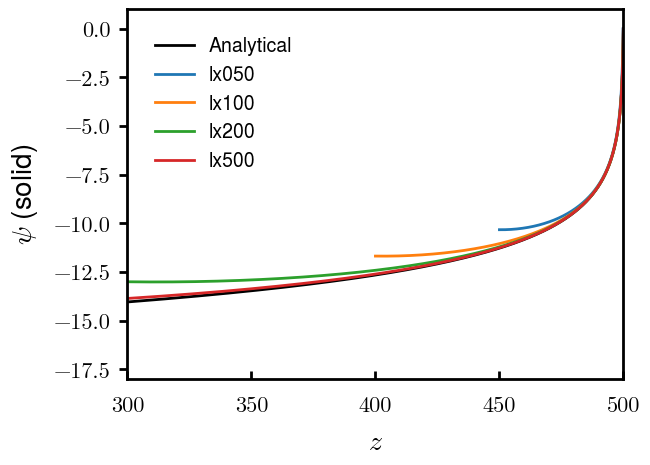 0.0
−2.5
−5.0
−7.5
−10.0
−12.5
−15.0
−17.5
ψ (solid)
Analytical
lx050
lx100
lx200
lx500
300 350 400 450 500
z